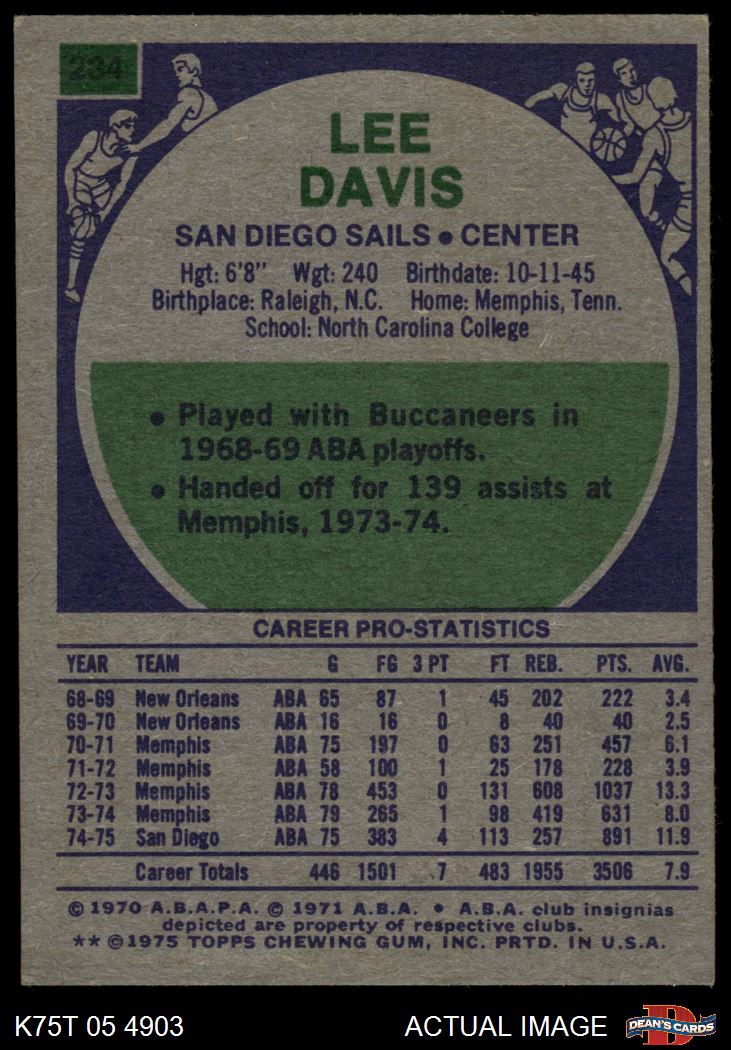 234
LEE
DAVIS
SAN DIEGO SAILS • CENTER
Hgt: 6'8" Wgt: 240 Birthdate: 10-11-45
Birthplace: Raleigh, N.C. Home: Memphis, Tenn.
School: North Carolina College
• Played with Buccaneers in
1968-69 ABA playoffs.
• Handed off for 139 assists at
Memphis, 1973-74.
CAREER PRO-STATISTICS
YEAR TEAM G FG 3 PT FT REB. PTS. AVG.
68-69 New Orleans ABA 65 87 1 45 202 222 3.4
69-70 New Orleans ABA 16 16 0 8 40 40 2.5
70-71 Memphis ABA 75 197 0 63 251 457 6.1
71-72 Memphis ABA 58 100 1 25 178 228 3.9
72-73 Memphis ABA 78 453 0 131 608 1037 13.3
73-74 Memphis ABA 79 265 1 98 419 631 8.0
74-75 San Diego ABA 75 383 4 113 257 891 11.9
Career Totals 446 1501 7 483 1955 3506 7.9
© 1970 A.B.A.P.A. © 1971 A.B.A. • A.B.A. club insignias
depicted are property of respective clubs.
** © 1975 TOPPS CHEWING GUM, INC. PRTD. IN U.S.A.
K75T 05 4903 ACTUAL IMAGE DEAN'S CARDS